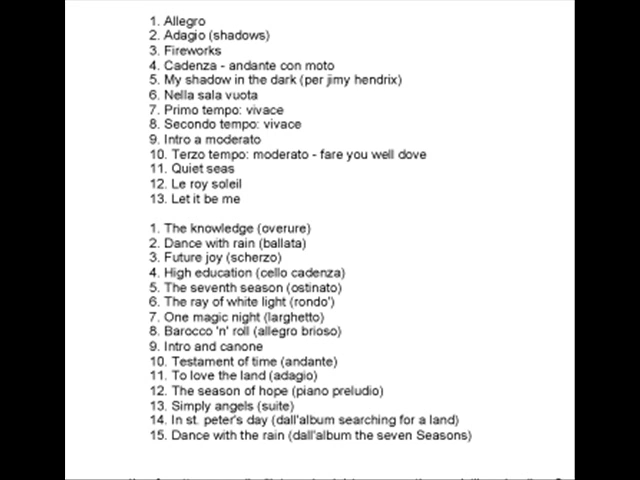 1. Allegro
2. Adagio (shadows)
3. Fireworks
4. Cadenza - andante con moto
5. My shadow in the dark (per jimy hendrix)
6. Nella sala vuota
7. Primo tempo: vivace
8. Secondo tempo: vivace
9. Intro a moderato
10. Terzo tempo: moderato - fare you well dove
11. Quiet seas
12. Le roy soleil
13. Let it be me
1. The knowledge (overure)
2. Dance with rain (ballata)
3. Future joy (scherzo)
4. High education (cello cadenza)
5. The seventh season (ostinato)
6. The ray of white light (rondo')
7. One magic night (larghetto)
8. Barocco 'n' roll (allegro brioso)
9. Intro and canone
10. Testament of time (andante)
11. To love the land (adagio)
12. The season of hope (piano preludio)
13. Simply angels (suite)
14. In st. peter's day (dall'album searching for a land)
15. Dance with the rain (dall'album the seven Seasons)